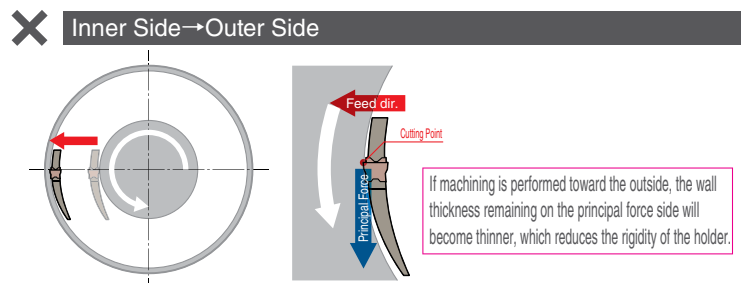 Inner Side→Outer Side
Feed dir.
Cutting Point
Principal Force
If machining is performed toward the outside, the wall
thickness remaining on the principal force side will
become thinner, which reduces the rigidity of the holder.